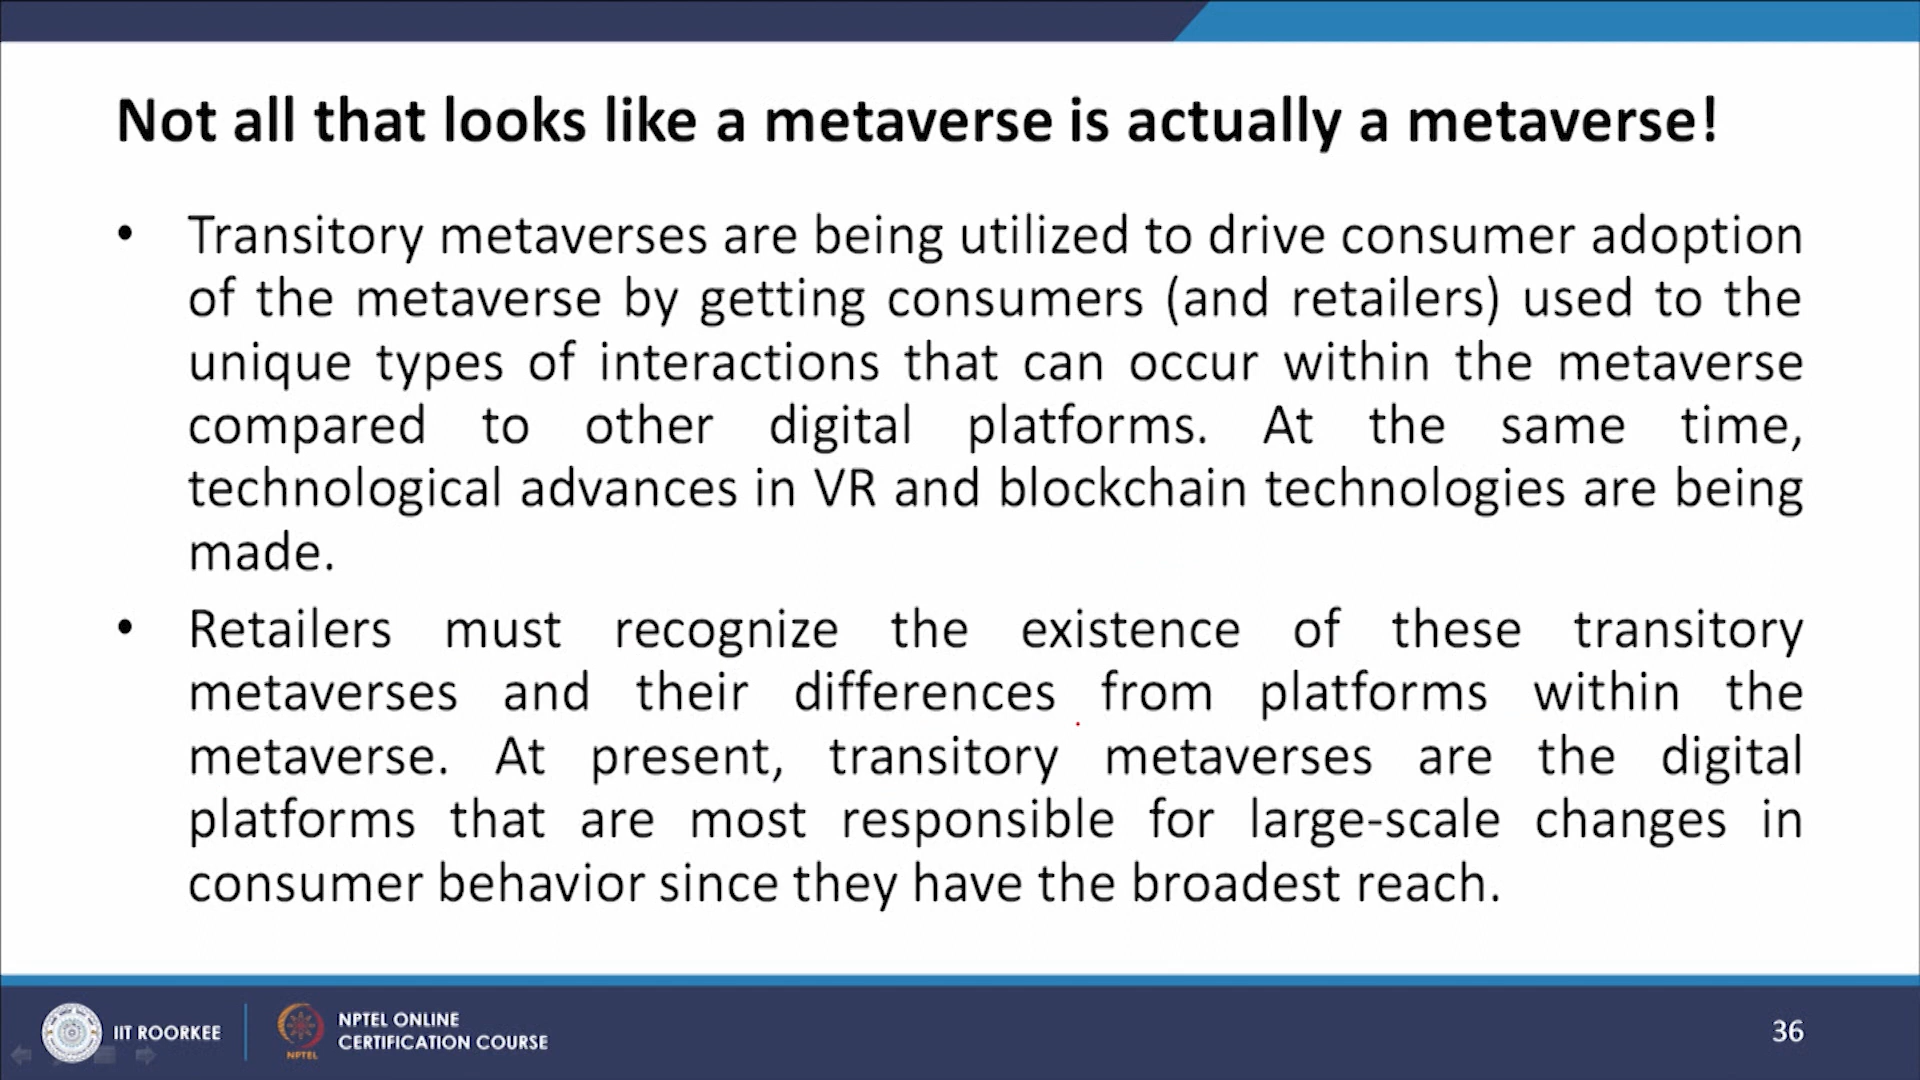 Not all that looks like a metaverse is actually a metaverse!
• Transitory metaverses are being utilized to drive consumer adoption
of the metaverse by getting consumers (and retailers) used to the
unique types of interactions that can occur within the metaverse
compared to other digital platforms. At the same time,
technological advances in VR and blockchain technologies are being
made.
• Retailers must recognize the existence of these transitory
metaverses and their differences from platforms within the
metaverse. At present, transitory metaverses are the digital
platforms that are most responsible for large-scale changes in
consumer behavior since they have the broadest reach.
IIT ROORKEE
NPTEL
NPTEL ONLINE
CERTIFICATION COURSE
36